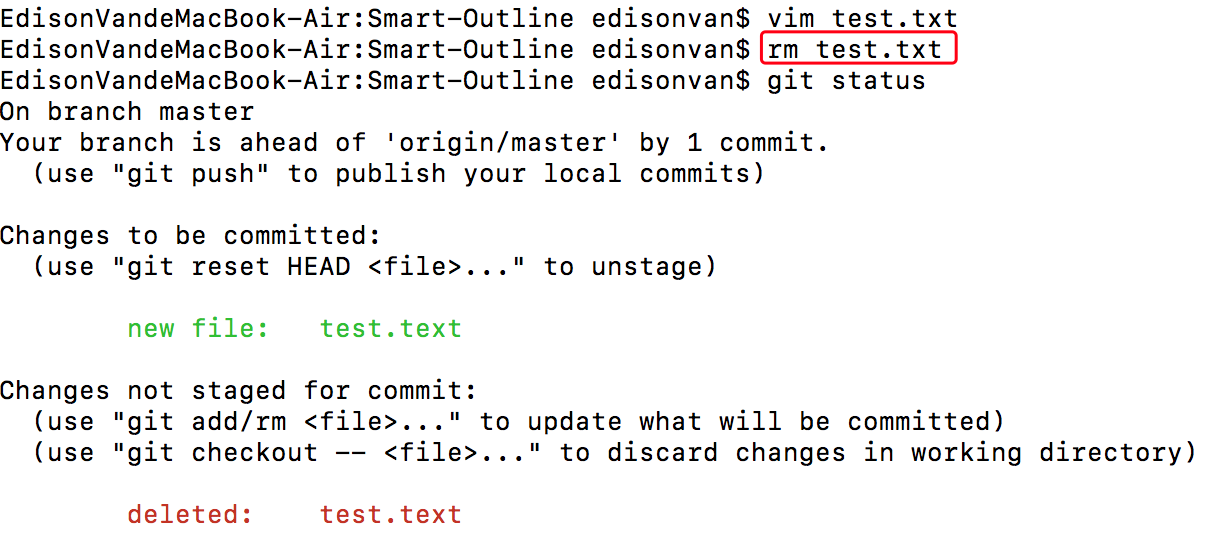 EdisonVandeMacBook-Air:Smart-Outline edisonvan$ vim test.txt
EdisonVandeMacBook-Air:Smart-Outline edisonvan$ rm test.txt
EdisonVandeMacBook-Air:Smart-Outline edisonvan$ git status
On branch master
Your branch is ahead of 'origin/master' by 1 commit.
  (use "git push" to publish your local commits)
Changes to be committed:
  (use "git reset HEAD <file>..." to unstage)
        new file:   test.text
Changes not staged for commit:
  (use "git add/rm <file>..." to update what will be committed)
  (use "git checkout -- <file>..." to discard changes in working directory)
        deleted:    test.text